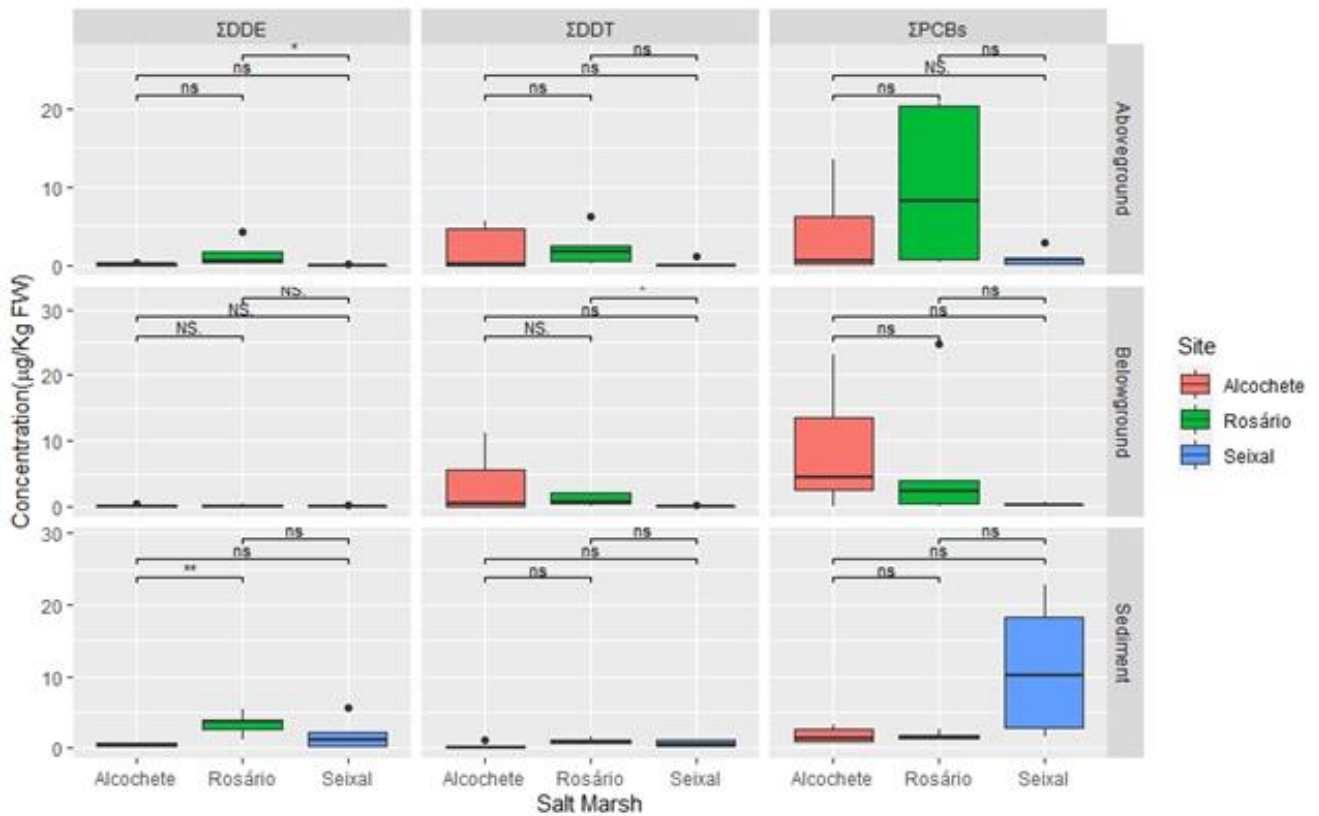 ΣDDE ΣDDT ΣPCBs
* ns ns
ns ns NS.
ns ns ns
20
10
0
Aboveground
NS. * ns
NS. ns ns
NS. NS. ns
30
20
10
0
Belowground
ns ns ns
ns ns ns
** ns ns
30
20
10
0
Sediment
Concentration(µg/Kg FW)
Alcochete Rosário Seixal Alcochete Rosário Seixal Alcochete Rosário Seixal
Salt Marsh
Site
Alcochete
Rosário
Seixal